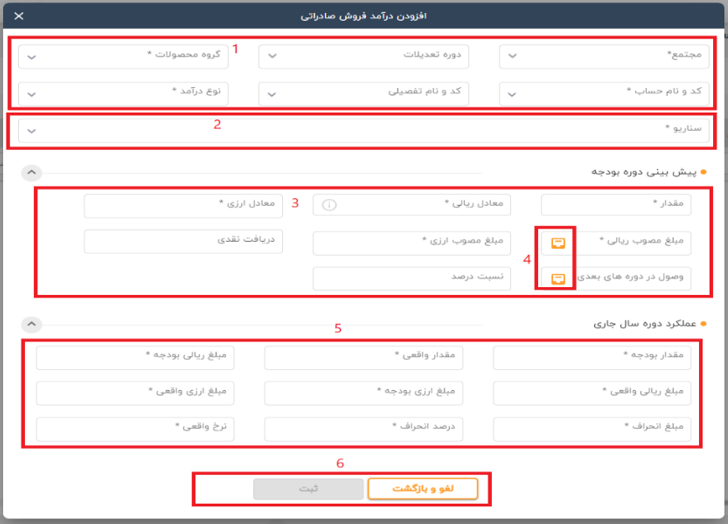 افزودن درآمد فروش صادراتی
1
مجتمع* دوره تعدیلات گروه محصولات *
کد و نام حساب * کد و نام تفصیلی نوع درآمد *
2
سناریو *
پیش بینی دوره بودجه
3
مقدار * معادل ریالی * معادل ارزی *
مبلغ مصوب ریالی * مبلغ مصوب ارزی * دریافت نقدی
4
وصول در دوره های بعدی نسبت درصد
عملکرد دوره سال جاری
5
مقدار بودجه * مقدار واقعی * مبلغ ریالی بودجه *
مبلغ ریالی واقعی * مبلغ ارزی بودجه * مبلغ ارزی واقعی *
مبلغ انحراف * درصد انحراف * نرخ واقعی *
6
لغو و بازگشت ثبت